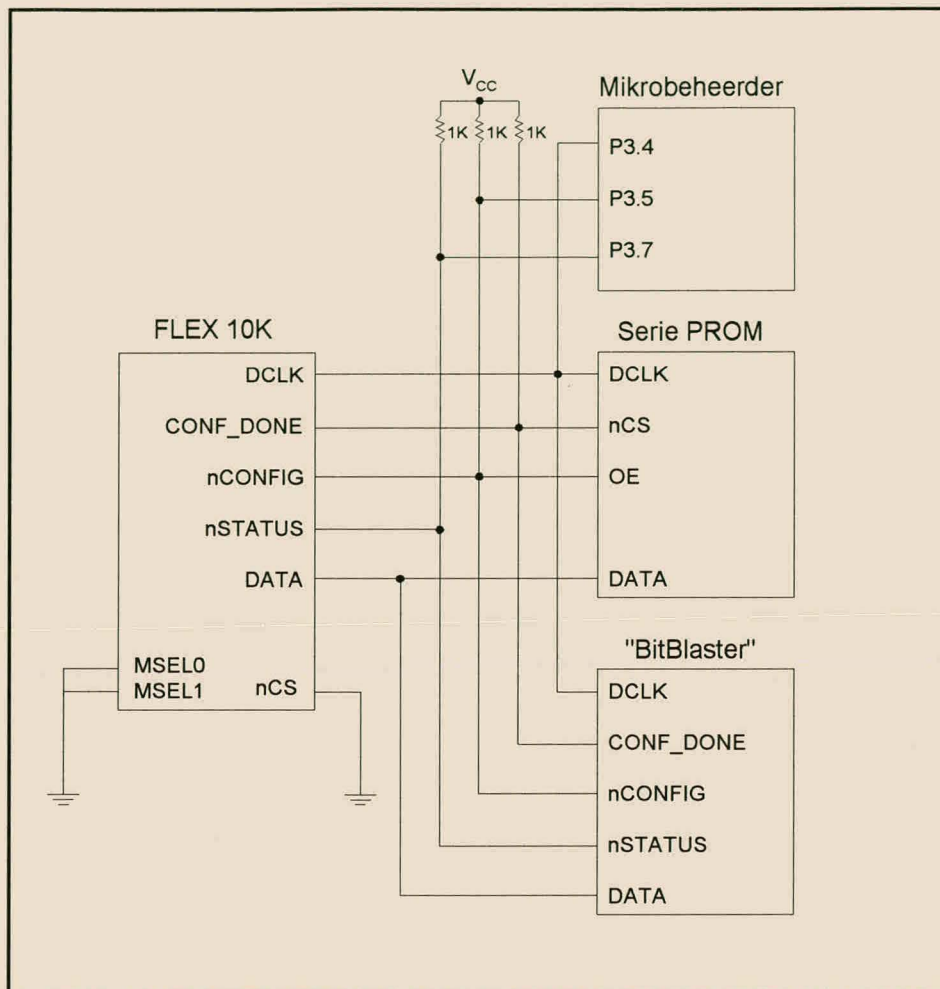 V_CC
1K 1K 1K
Mikrobeheerder
P3.4
P3.5
P3.7
FLEX 10K
DCLK
CONF_DONE
nCONFIG
nSTATUS
DATA
MSEL0
MSEL1
nCS
Serie PROM
DCLK
nCS
OE
DATA
"BitBlaster"
DCLK
CONF_DONE
nCONFIG
nSTATUS
DATA